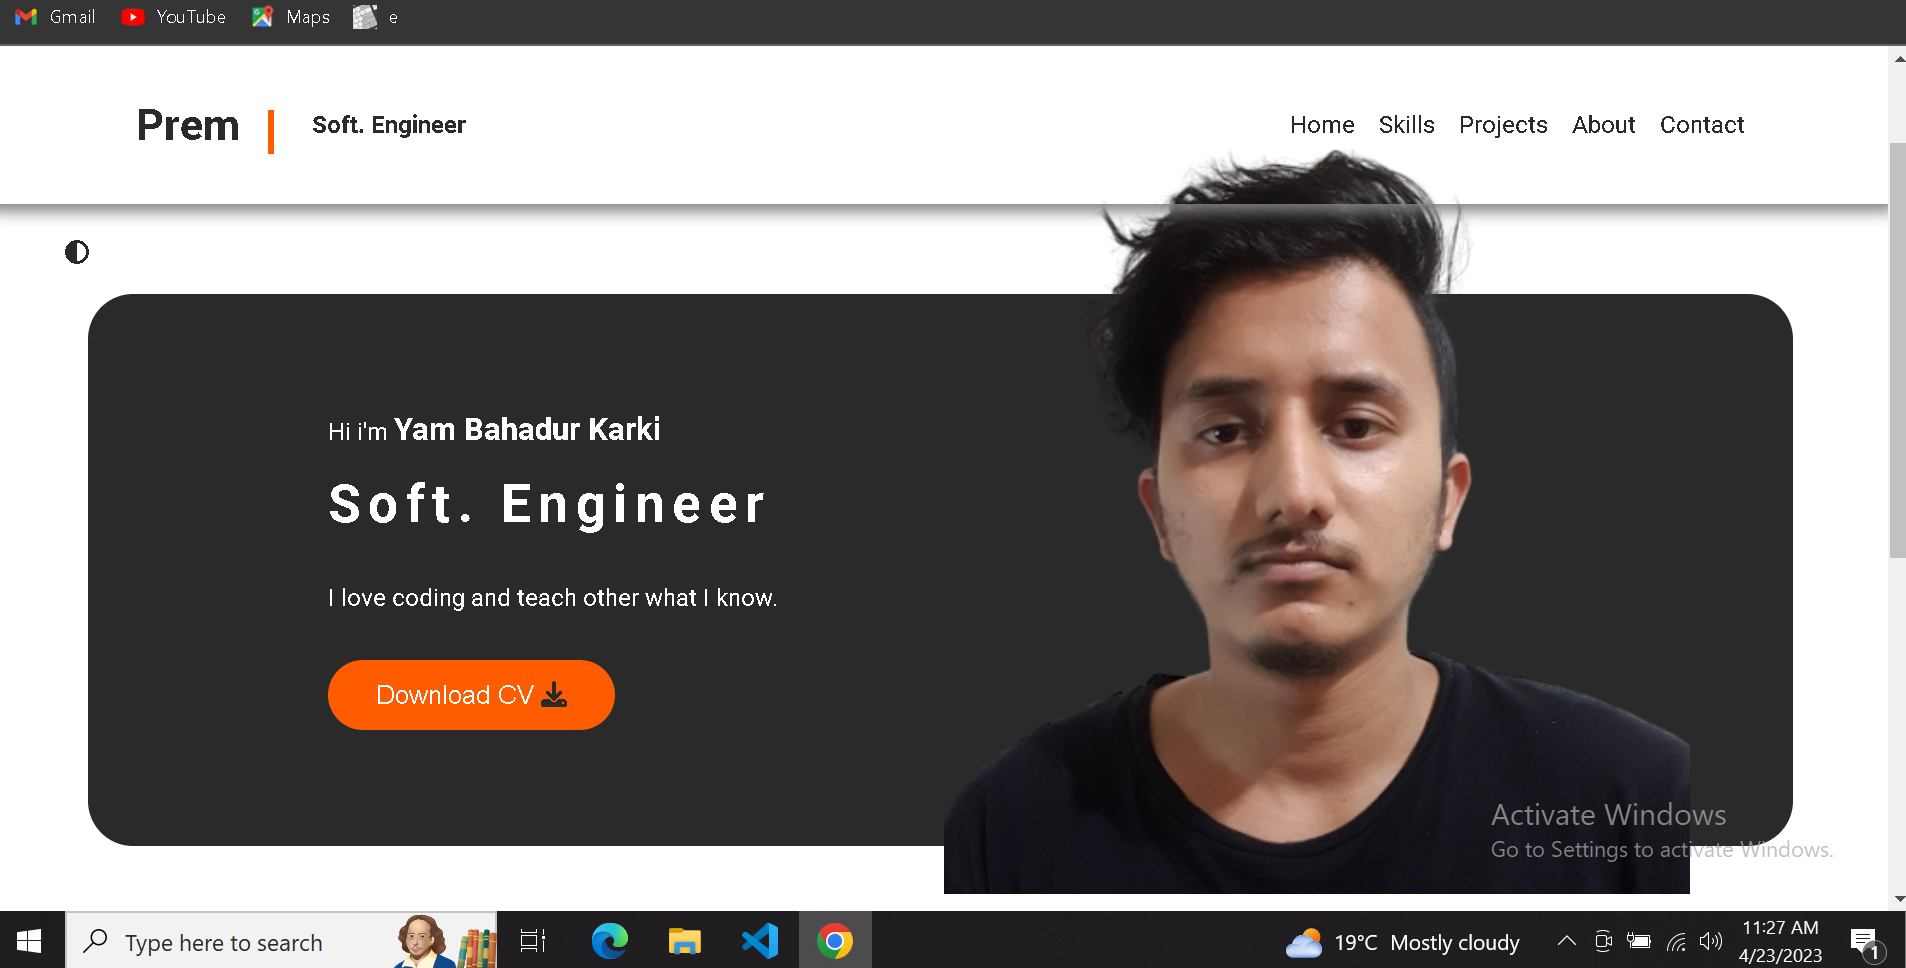 Gmail YouTube Maps e
Prem Soft. Engineer Home Skills Projects About Contact
Hi i'm Yam Bahadur Karki
Soft. Engineer
I love coding and teach other what I know.
Download CV
Activate Windows
Go to Settings to activate Windows.
Type here to search
19°C Mostly cloudy
11:27 AM
4/23/2023
1